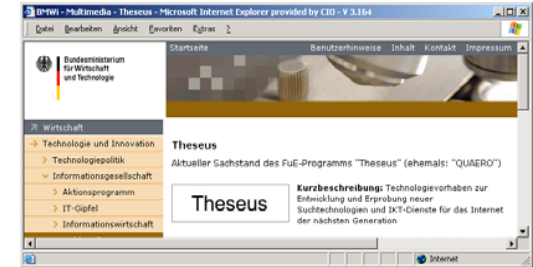 BMWi - Multimedia - Theseus - Microsoft Internet Explorer provided by CIO - V 3.164
Datei Bearbeiten Ansicht Favoriten Extras ?
Startseite Benutzerhinweise Inhalt Kontakt Impressum
Bundesministerium
für Wirtschaft
und Technologie
Wirtschaft
Technologie und Innovation
Technologiepolitik
Informationsgesellschaft
Aktionsprogramm
IT-Gipfel
Informationswirtschaft
Theseus
Aktueller Sachstand des FuE-Programms "Theseus" (ehemals: "QUAERO")
Theseus
Kurzbeschreibung: Technologievorhaben zur
Entwicklung und Erprobung neuer
Suchtechnologien und IKT-Dienste für das Internet
der nächsten Generation
Internet